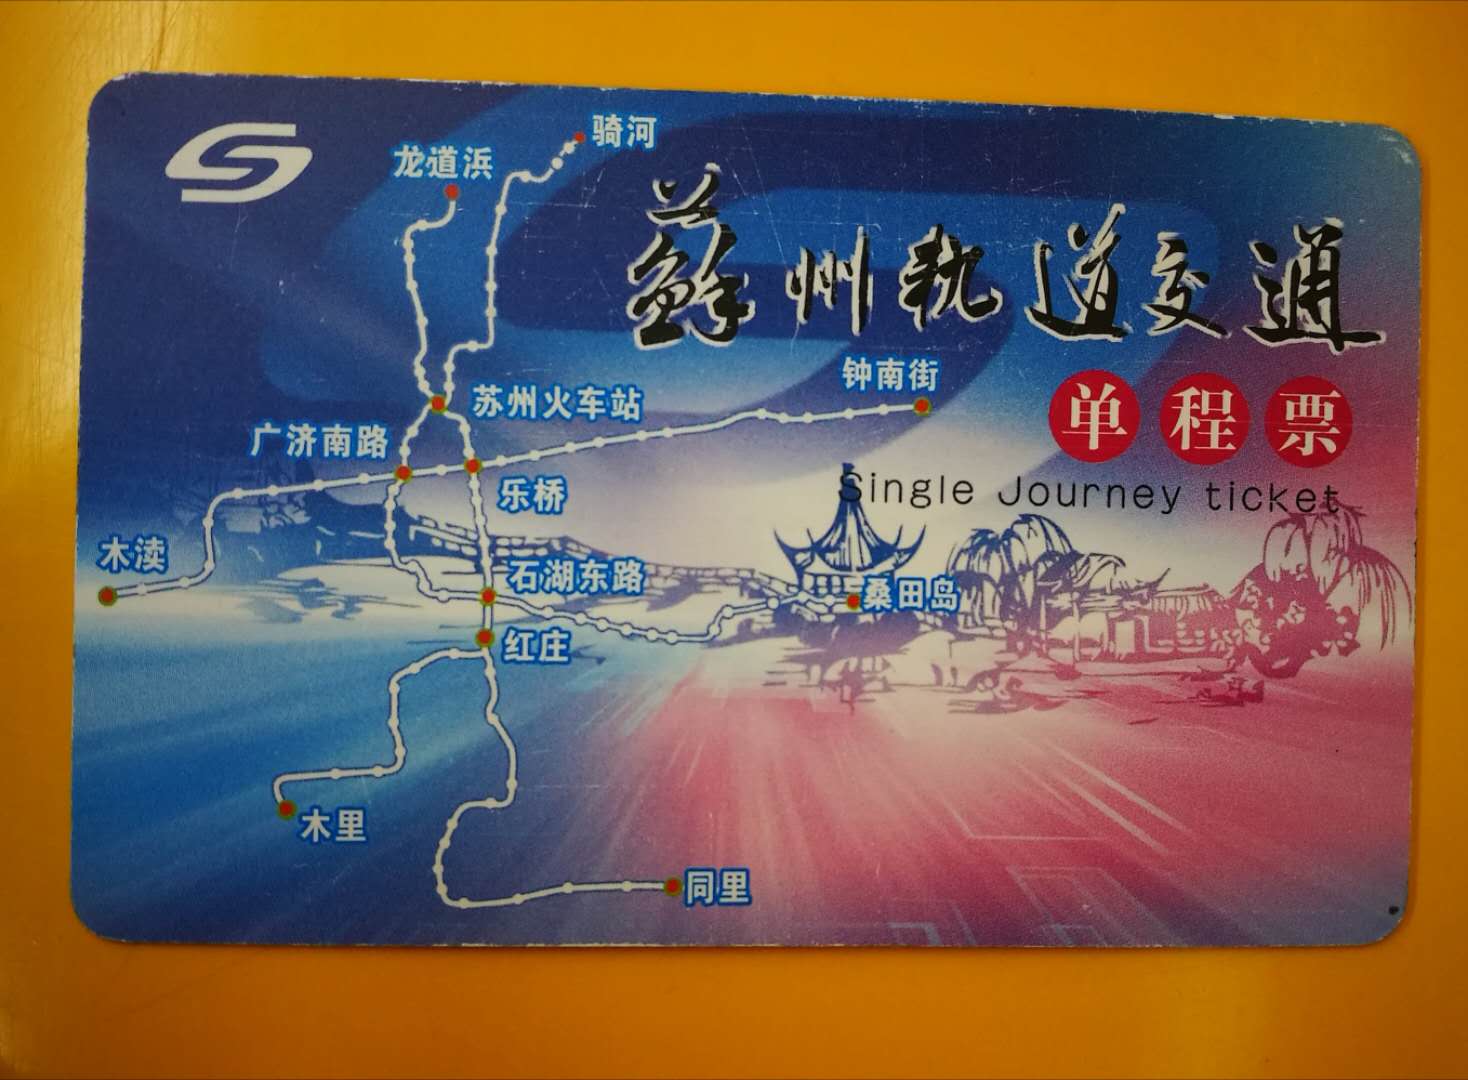 骑河
龙道浜
蘇州轨道交通
钟南街
苏州火车站
单程票
广济南路
Single Journey ticket
乐桥
木渎
石湖东路
桑田岛
红庄
木里
同里